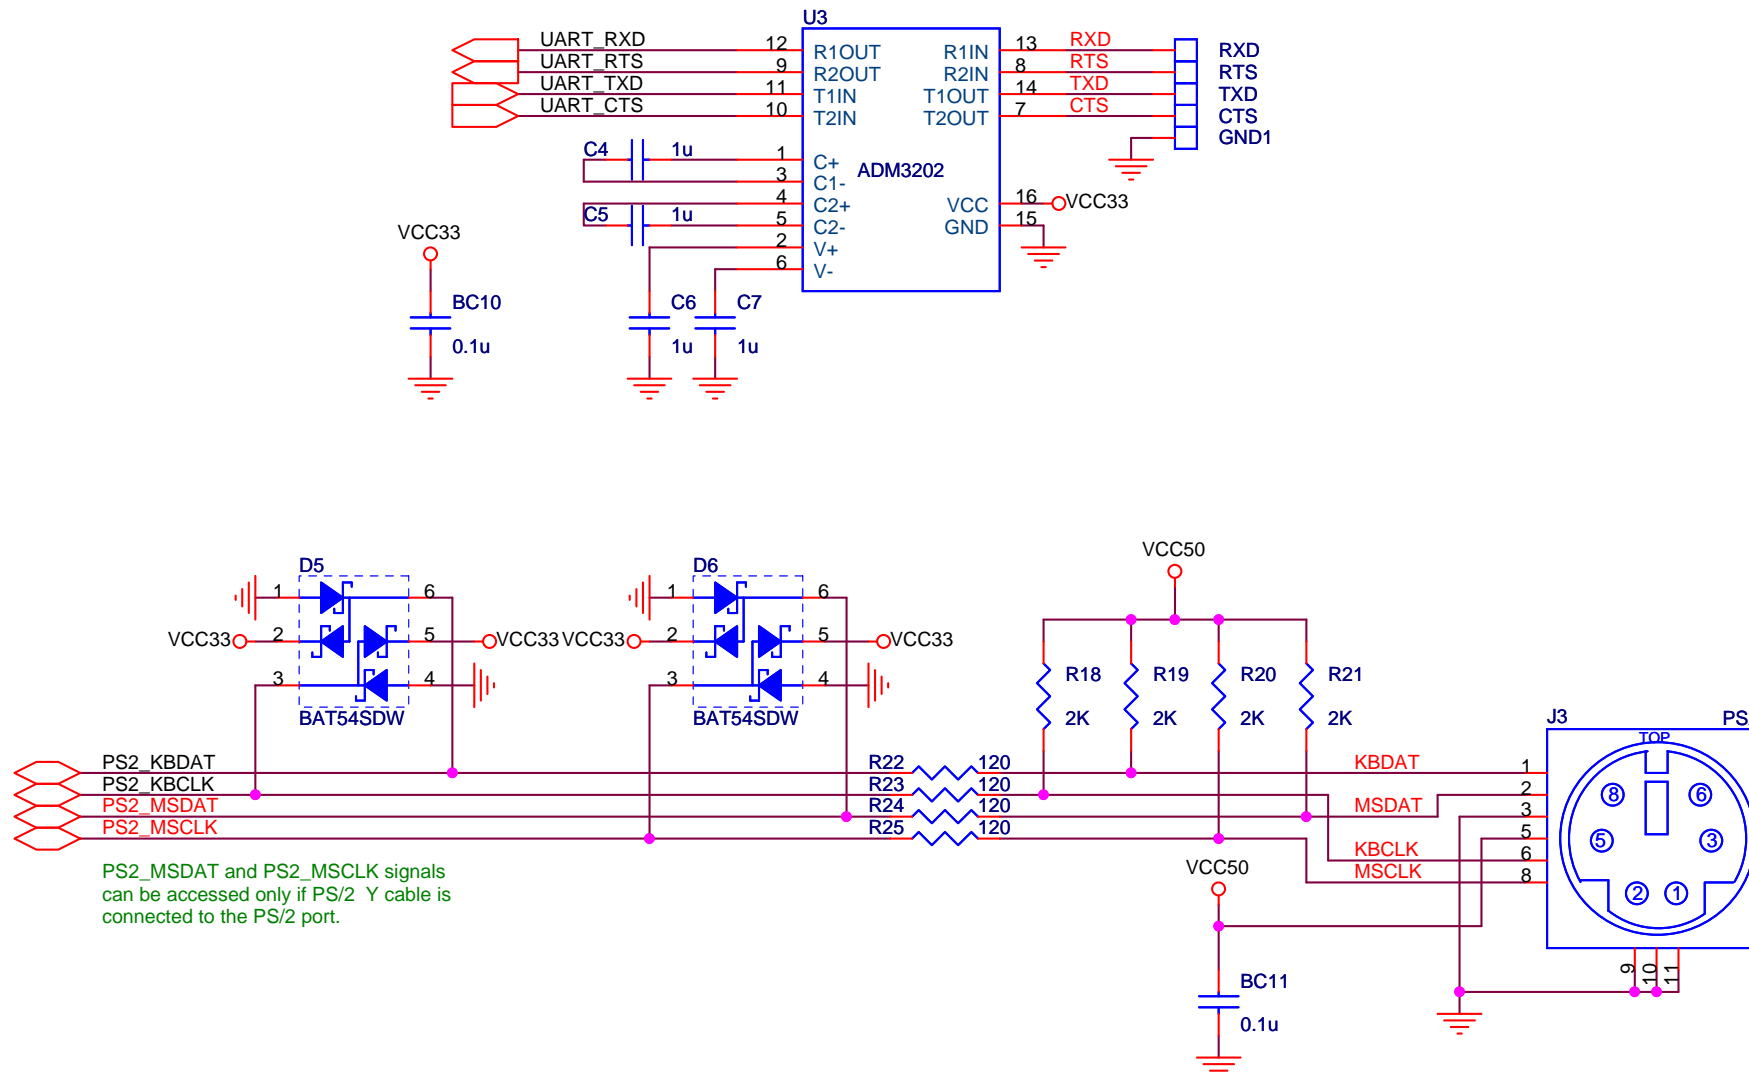 U3
UART_RXD 12 R1OUT R1IN 13 RXD RXD
UART_RTS 9 R2OUT R2IN 8 RTS RTS
UART_TXD 11 T1IN T1OUT 14 TXD TXD
UART_CTS 10 T2IN T2OUT 7 CTS CTS
GND1
C4 1u 1 C+ ADM3202
3 C1-
4 C2+ VCC 16 VCC33
C5 1u 5 C2- GND 15
2 V+
6 V-
VCC33
BC10 C6 C7
0.1u 1u 1u
VCC50
D5 D6
1 6 1 6
VCC33 2 5 VCC33 VCC33 2 5 VCC33
3 4 3 4
BAT54SDW BAT54SDW
R18 R19 R20 R21
2K 2K 2K 2K
J3 PS
TOP
PS2_KBDAT R22 120 KBDAT 1
PS2_KBCLK R23 120 2
PS2_MSDAT R24 120 MSDAT 3
PS2_MSCLK R25 120 5
KBCLK 6
MSCLK 8
8 6
5 3
2 1
VCC50
PS2_MSDAT and PS2_MSCLK signals
can be accessed only if PS/2 Y cable is
connected to the PS/2 port.
9 10 11
BC11
0.1u